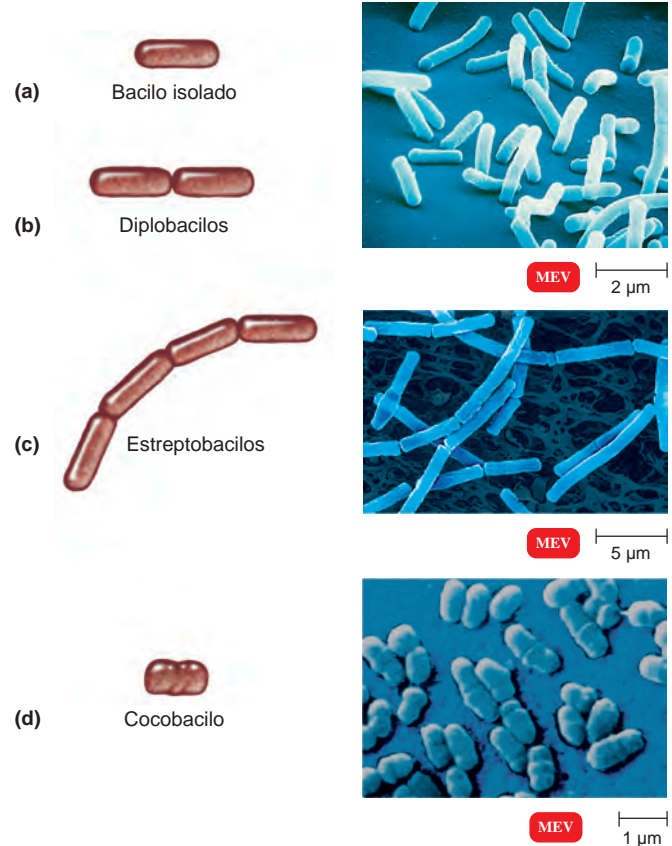 (a)
Bacilo isolado
(b)
Diplobacilos
MEV
2 μm
(c)
Estreptobacilos
MEV
5 μm
(d)
Cocobacilo
MEV
1 μm